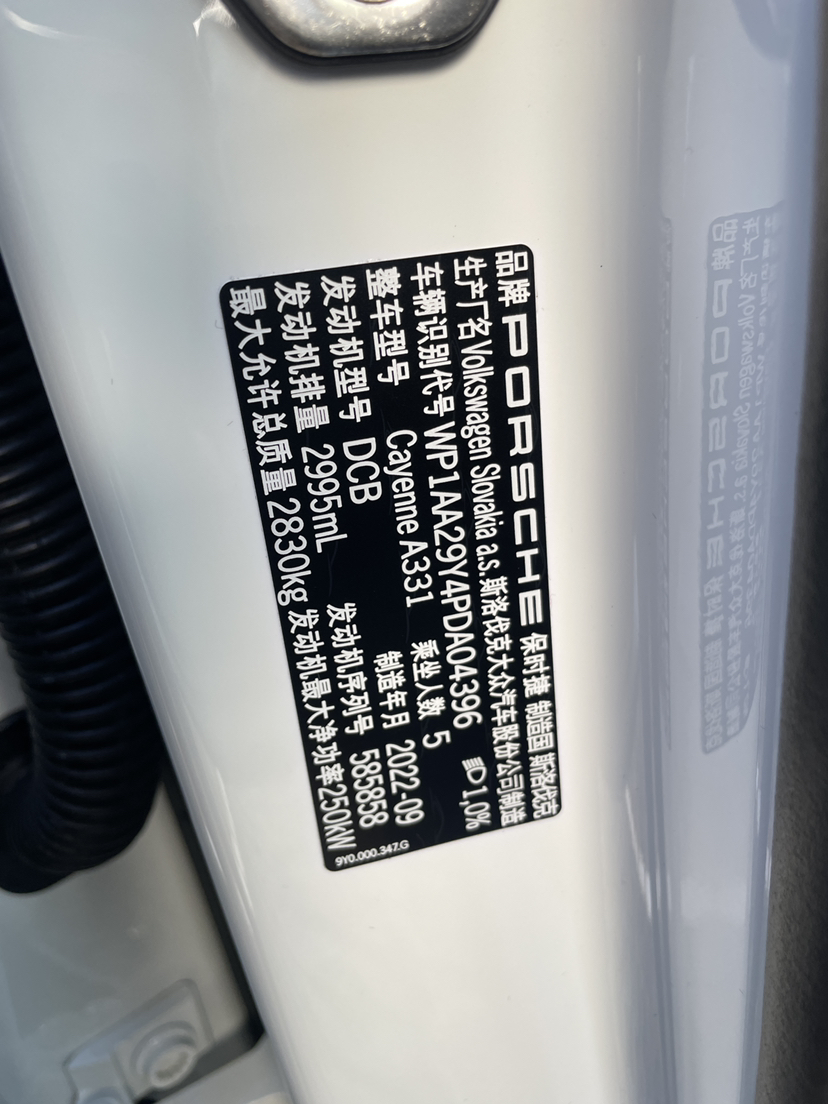 品牌 PORSCHE 保时捷 制造国 斯洛伐克
生产厂名 Volkswagen Slovakia a.s. 斯洛伐克大众汽车股份公司制造
车辆识别代号 WP1AA29Y4PDA04396 1,0%
整车型号 Cayenne A331 乘坐人数 5
发动机型号 DCB 制造年月 2022-09
发动机排量 2995mL 发动机序列号 585858
最大允许总质量 2830kg 发动机最大净功率 250kW
9Y0.000.347.G